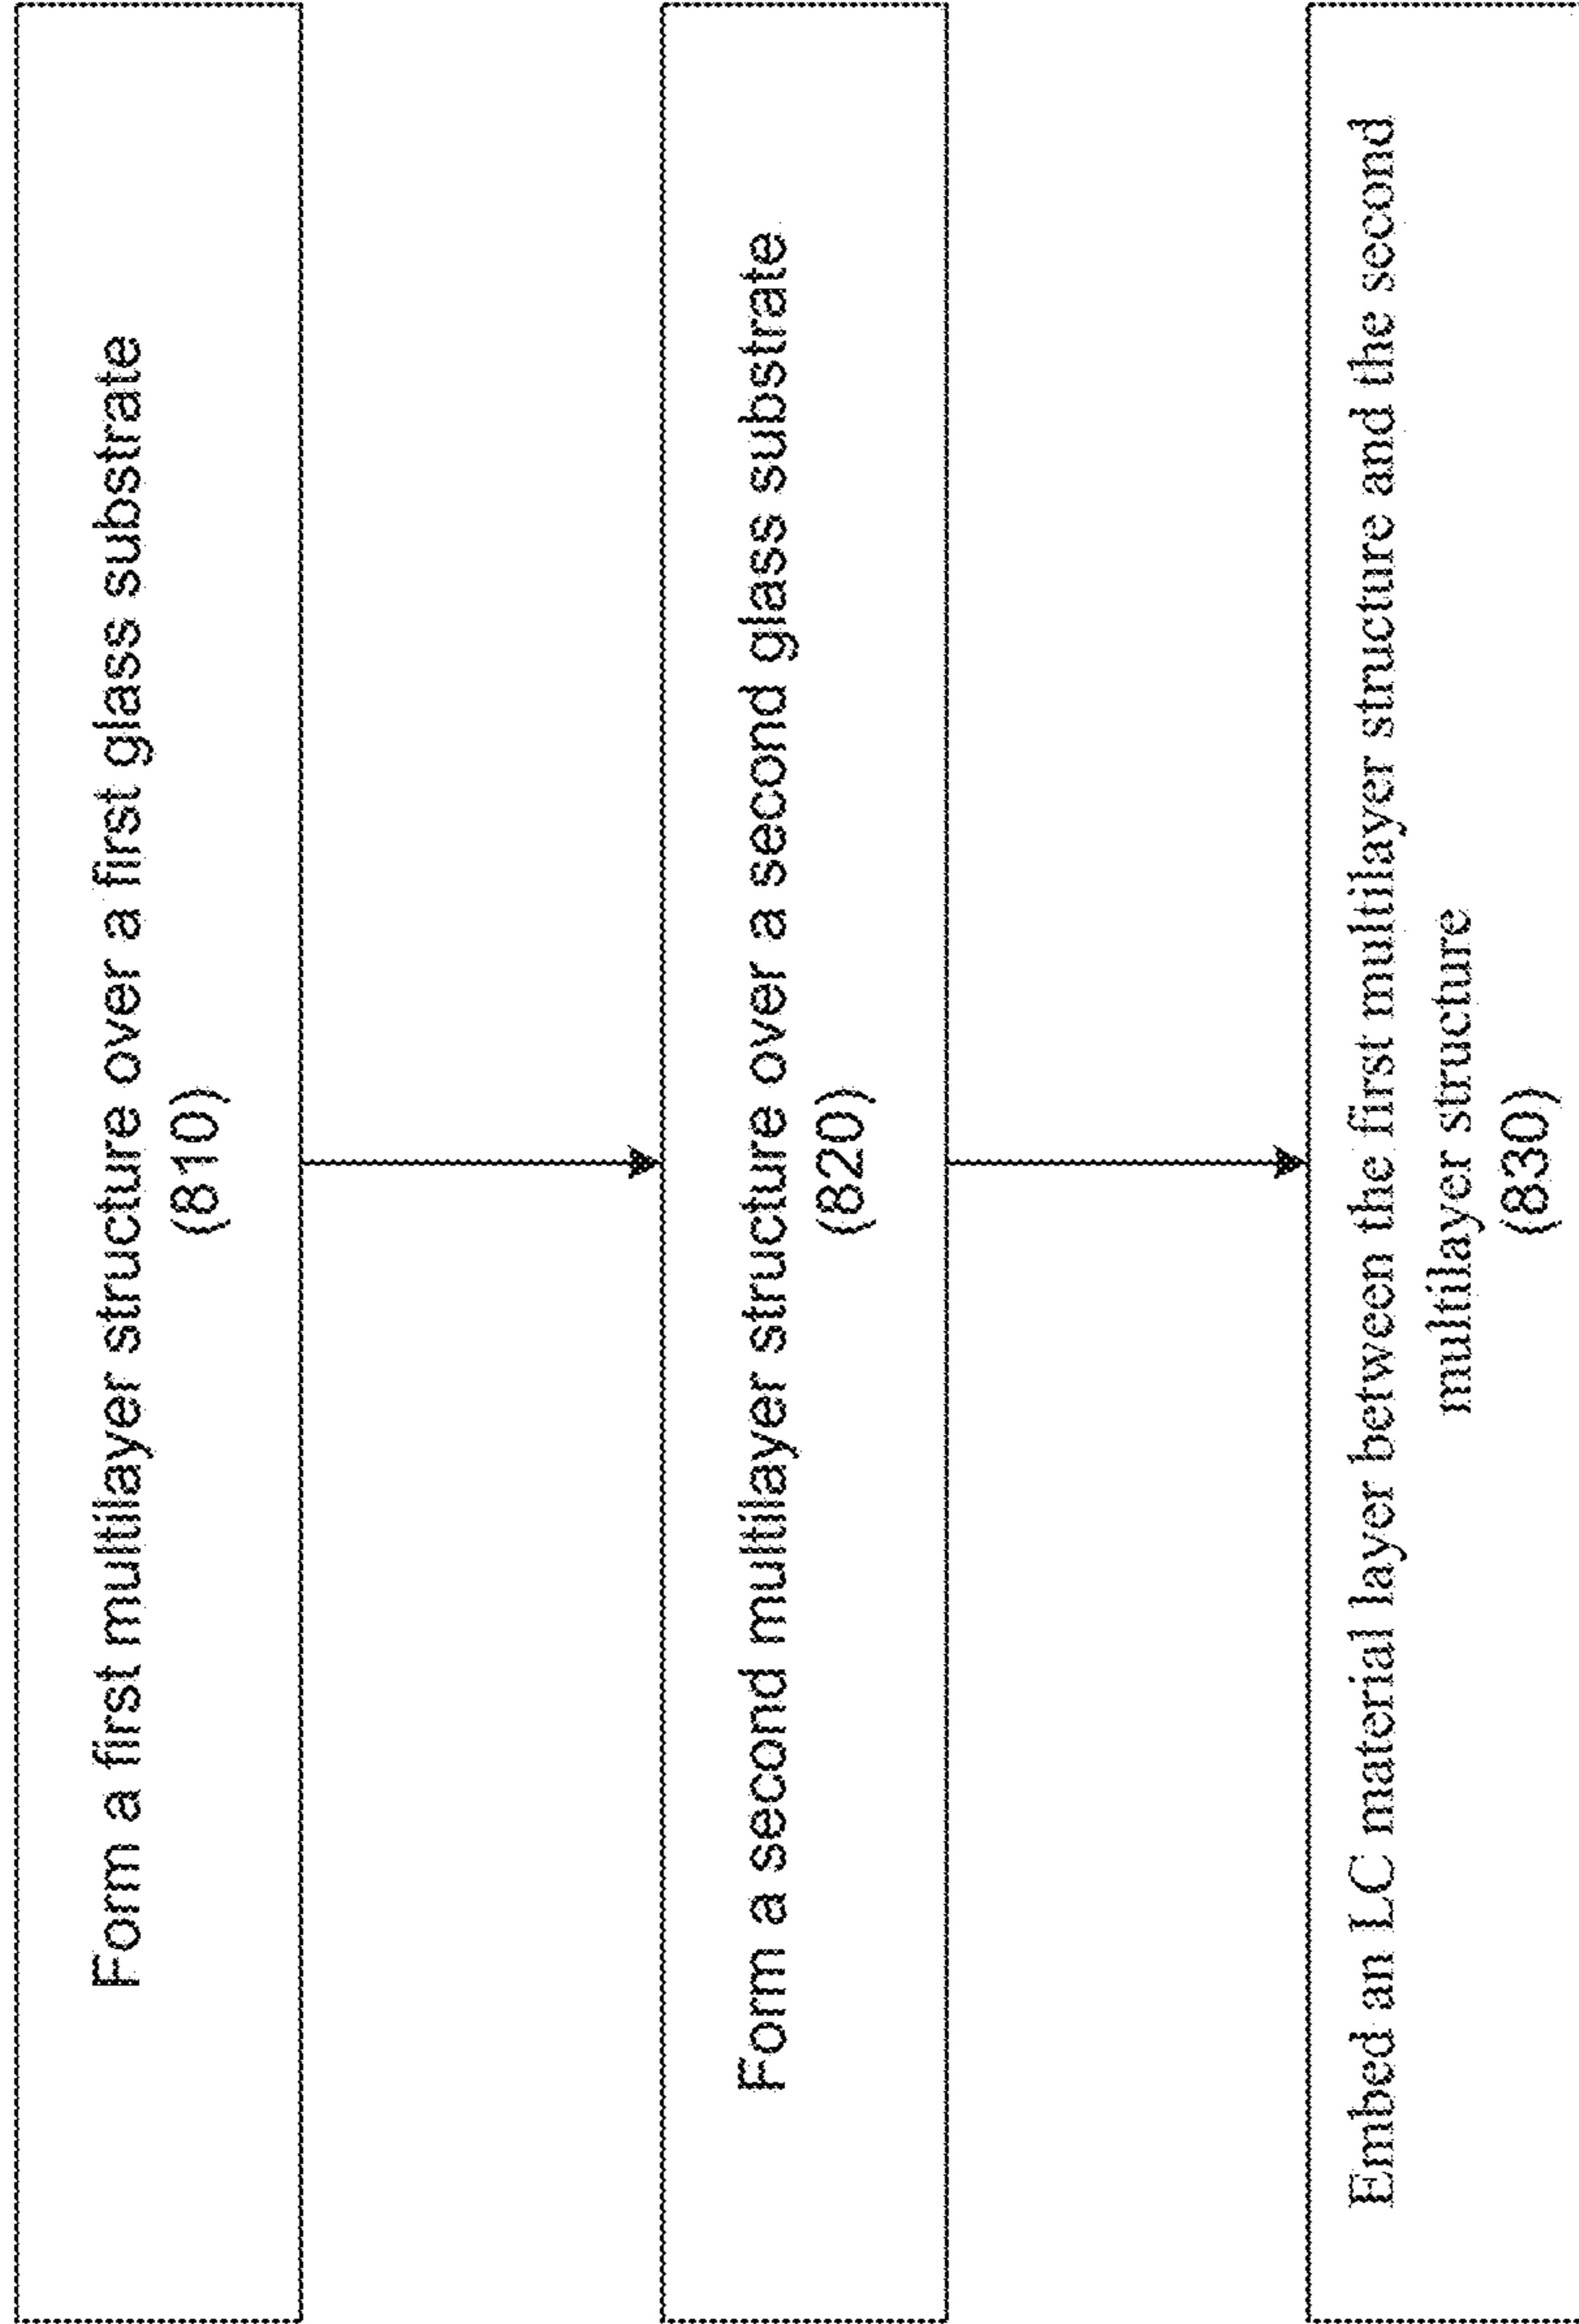 Form a first multilayer structure over a first glass substrate
(810)
Form a second multilayer structure over a second glass substrate
(820)
Embed an LC material layer between the first multilayer structure and the second
multilayer structure
(830)